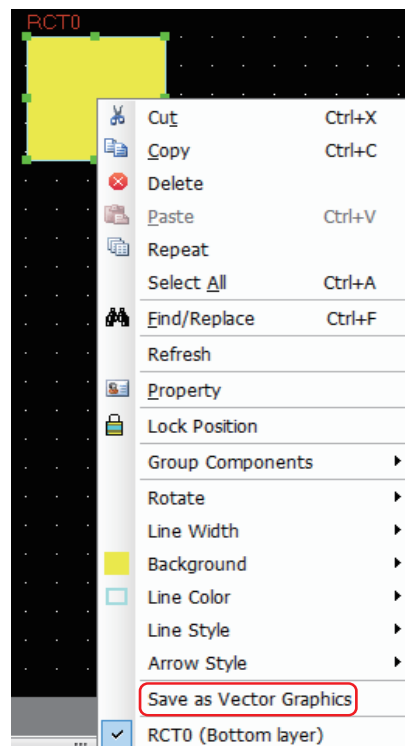 RCT0
Cut Ctrl+X
Copy Ctrl+C
Delete
Paste Ctrl+V
Repeat
Select All Ctrl+A
Find/Replace Ctrl+F
Refresh
Property
Lock Position
Group Components
Rotate
Line Width
Background
Line Color
Line Style
Arrow Style
Save as Vector Graphics
RCT0 (Bottom layer)